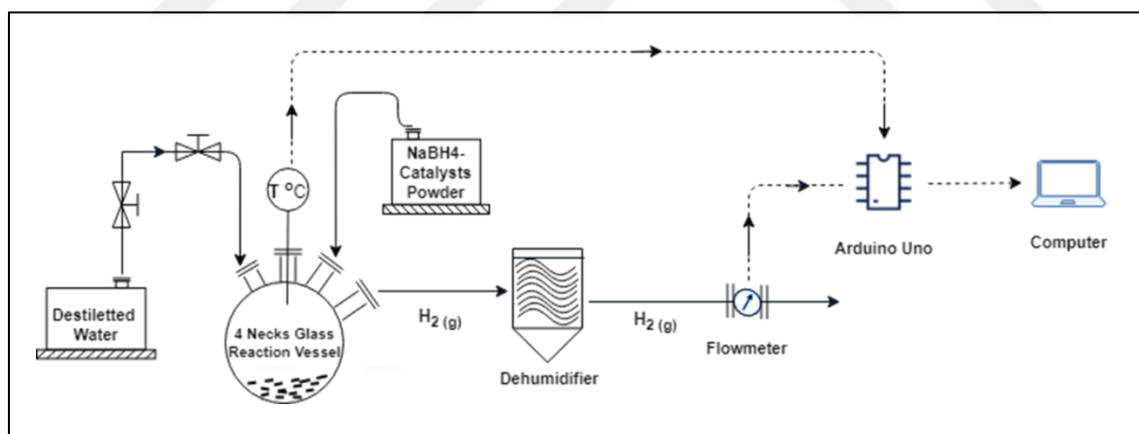 Destiletted
Water
T °C
NaBH4-
Catalysts
Powder
4 Necks Glass
Reaction Vessel
H2 (g)
Dehumidifier
H2 (g)
Flowmeter
Arduino Uno
Computer